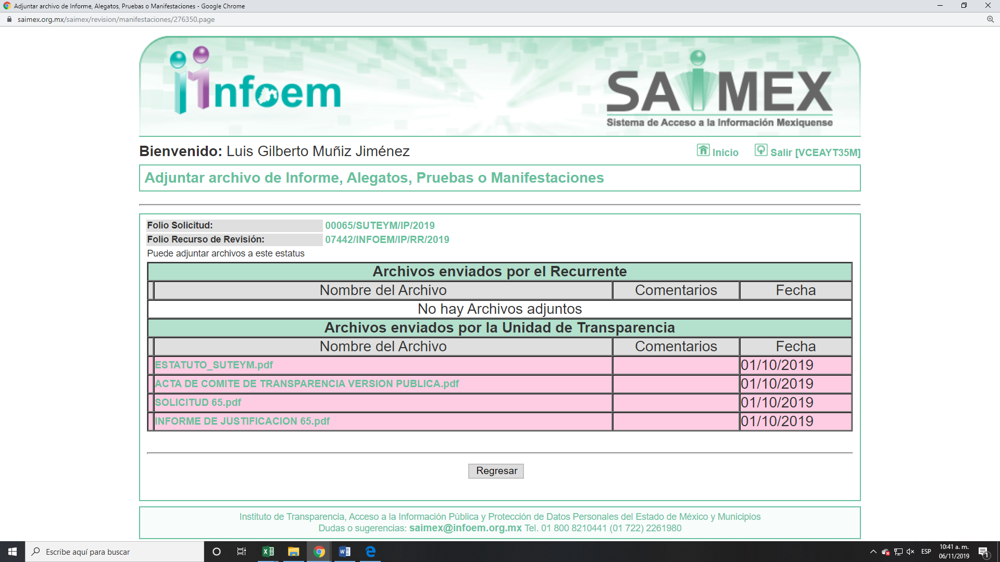 Adjuntar archivo de Informe, Alegatos, Pruebas o Manifestaciones - Google Chrome
saimex.org.mx/saimex/revision/manifestaciones/276350.page
infoem
SAIMEX
Sistema de Acceso a la Información Mexiquense
Bienvenido: Luis Gilberto Muñiz Jiménez
Inicio
Salir [VCEAYT35M]
Adjuntar archivo de Informe, Alegatos, Pruebas o Manifestaciones
Folio Solicitud: 00065/SUTEYM/IP/2019
Folio Recurso de Revisión: 07442/INFOEM/IP/RR/2019
Puede adjuntar archivos a este estatus
Archivos enviados por el Recurrente
Nombre del Archivo Comentarios Fecha
No hay Archivos adjuntos
Archivos enviados por la Unidad de Transparencia
Nombre del Archivo Comentarios Fecha
ESTATUTO_SUTEYM.pdf 01/10/2019
ACTA DE COMITE DE TRANSPARENCIA VERSION PUBLICA.pdf 01/10/2019
SOLICITUD 65.pdf 01/10/2019
INFORME DE JUSTIFICACION 65.pdf 01/10/2019
Regresar
Instituto de Transparencia, Acceso a la Información Pública y Protección de Datos Personales del Estado de México y Municipios
Dudas o sugerencias: saimex@infoem.org.mx Tel. 01 800 8210441 (01 722) 2261980
Escribe aquí para buscar
ESP
10:41 a. m.
06/11/2019
1